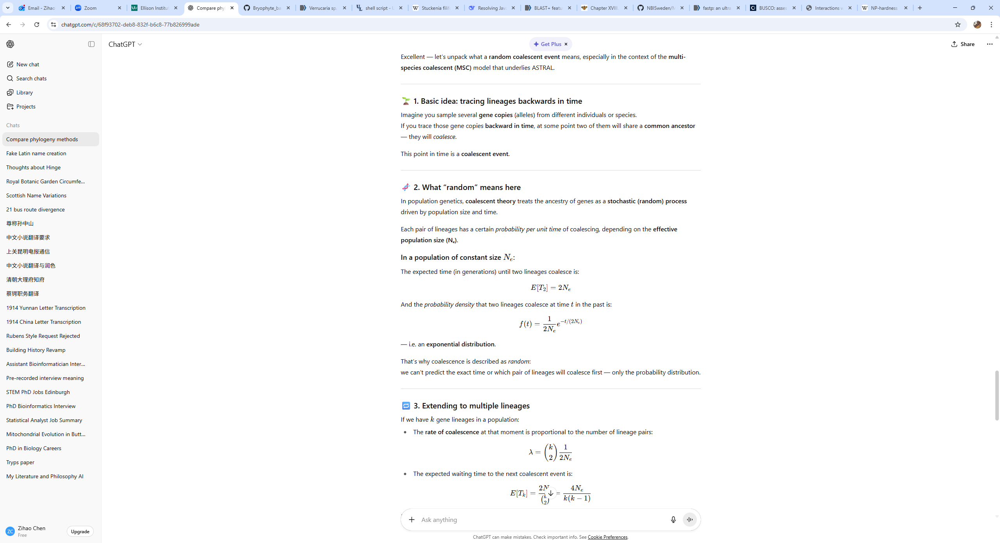 Email - Zihao
Zoom
Ellison Institu
Compare phy
Bryophyte_ba
Verrucaria sp.
shell script - U
Stuckenia filif
Resolving Java
BLAST+ featu
Chapter XVIII.
NBISweden/M
fastp: an ultra
BUSCO: asses
Interactions w
NP-hardness
chatgpt.com/c/68f93702-deb8-832f-b6c8-77b826999ade
ChatGPT
Get Plus
Share
New chat
Search chats
Library
Projects
Chats
Compare phylogeny methods
Fake Latin name creation
Thoughts about Hinge
Royal Botanic Garden Circumfe...
Scottish Name Variations
21 bus route divergence
尊称孙中山
中文小说翻译要求
上关昆明电报通信
中文小说翻译与润色
清朝大理府知府
蔡锷职务翻译
1914 Yunnan Letter Transcription
1914 China Letter Transcription
Rubens Style Request Rejected
Building History Revamp
Assistant Bioinformatician Inter...
Pre-recorded interview meaning
STEM PhD Jobs Edinburgh
PhD Bioinformatics Interview
Statistical Analyst Job Summary
Mitochondrial Evolution in Butt...
PhD in Biology Careers
Tryps paper
My Literature and Philosophy AI
ZC
Zihao Chen
Free
Upgrade
Excellent — let's unpack what a random coalescent event means, especially in the context of the multi-
species coalescent (MSC) model that underlies ASTRAL.
🌱 1. Basic idea: tracing lineages backwards in time
Imagine you sample several gene copies (alleles) from different individuals or species.
If you trace those gene copies backward in time, at some point two of them will share a common ancestor
— they will coalesce.
This point in time is a coalescent event.
🧬 2. What “random” means here
In population genetics, coalescent theory treats the ancestry of genes as a stochastic (random) process
driven by population size and time.
Each pair of lineages has a certain probability per unit time of coalescing, depending on the effective
population size (Nₑ).
In a population of constant size Nₑ:
The expected time (in generations) until two lineages coalesce is:
E[T₂] = 2Nₑ
And the probability density that two lineages coalesce at time t in the past is:
f(t) = 1/(2Nₑ) e^(−t/(2Nₑ))
— i.e. an exponential distribution.
That's why coalescence is described as random:
we can't predict the exact time or which pair of lineages will coalesce first — only the probability distribution.
🔁 3. Extending to multiple lineages
If we have k gene lineages in a population:
• The rate of coalescence at that moment is proportional to the number of lineage pairs:
λ = (k 2) 1/(2Nₑ)
• The expected waiting time to the next coalescent event is:
E[Tₖ] = 2N/(k 2) = 4Nₑ/(k(k − 1))
Ask anything
ChatGPT can make mistakes. Check important info. See Cookie Preferences.